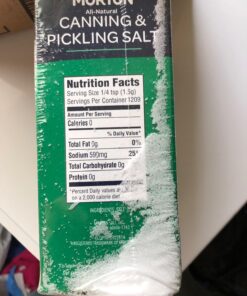 MORTON
All-Natural
CANNING &
PICKLING SALT
Nutrition Facts
Serving Size 1/4 tsp (1.5g)
Servings Per Container 1209
Amount Per Serving
Calories 0
% Daily Value*
Total Fat 0g 0%
Sodium 590mg 25
Total Carbohydrate 0g
Protein 0g
*Percent Daily Values
on a 2,000 calorie diet